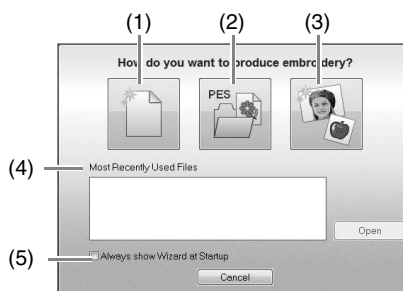 (1) (2) (3)
How do you want to produce embroidery?
PES
(4) Most Recently Used Files
Open
(5) Always show Wizard at Startup
Cancel